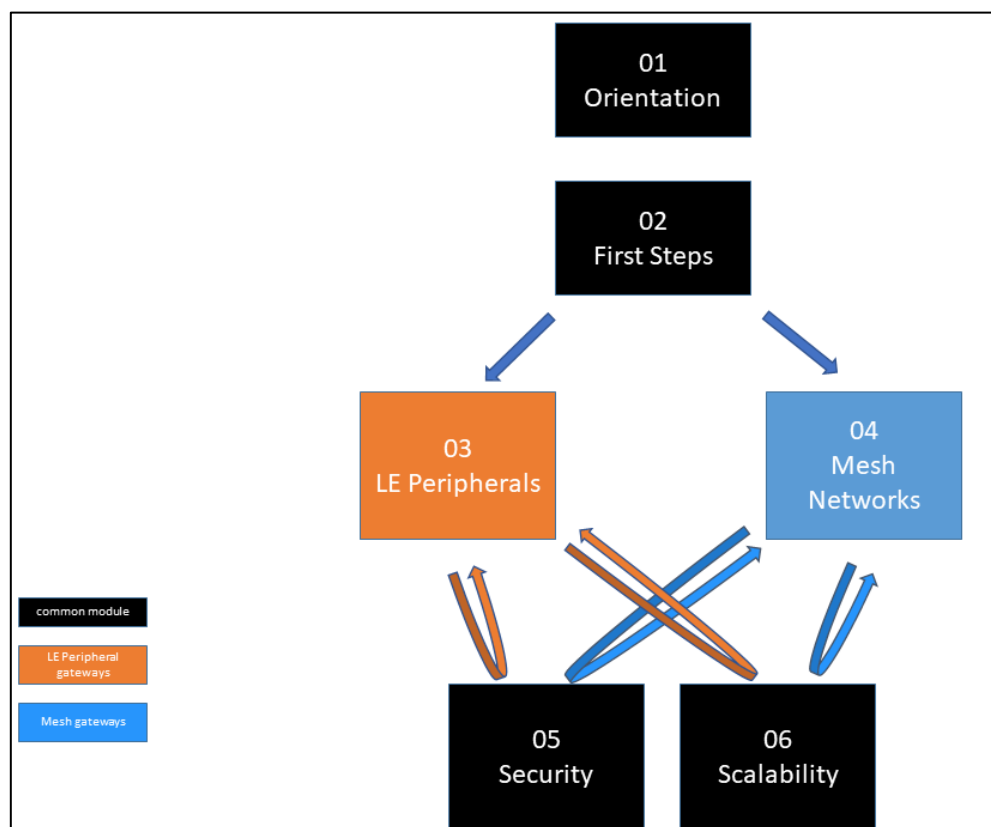 01
Orientation
02
First Steps
03
LE Peripherals
04
Mesh
Networks
common module
LE Peripheral
gateways
Mesh gateways
05
Security
06
Scalability